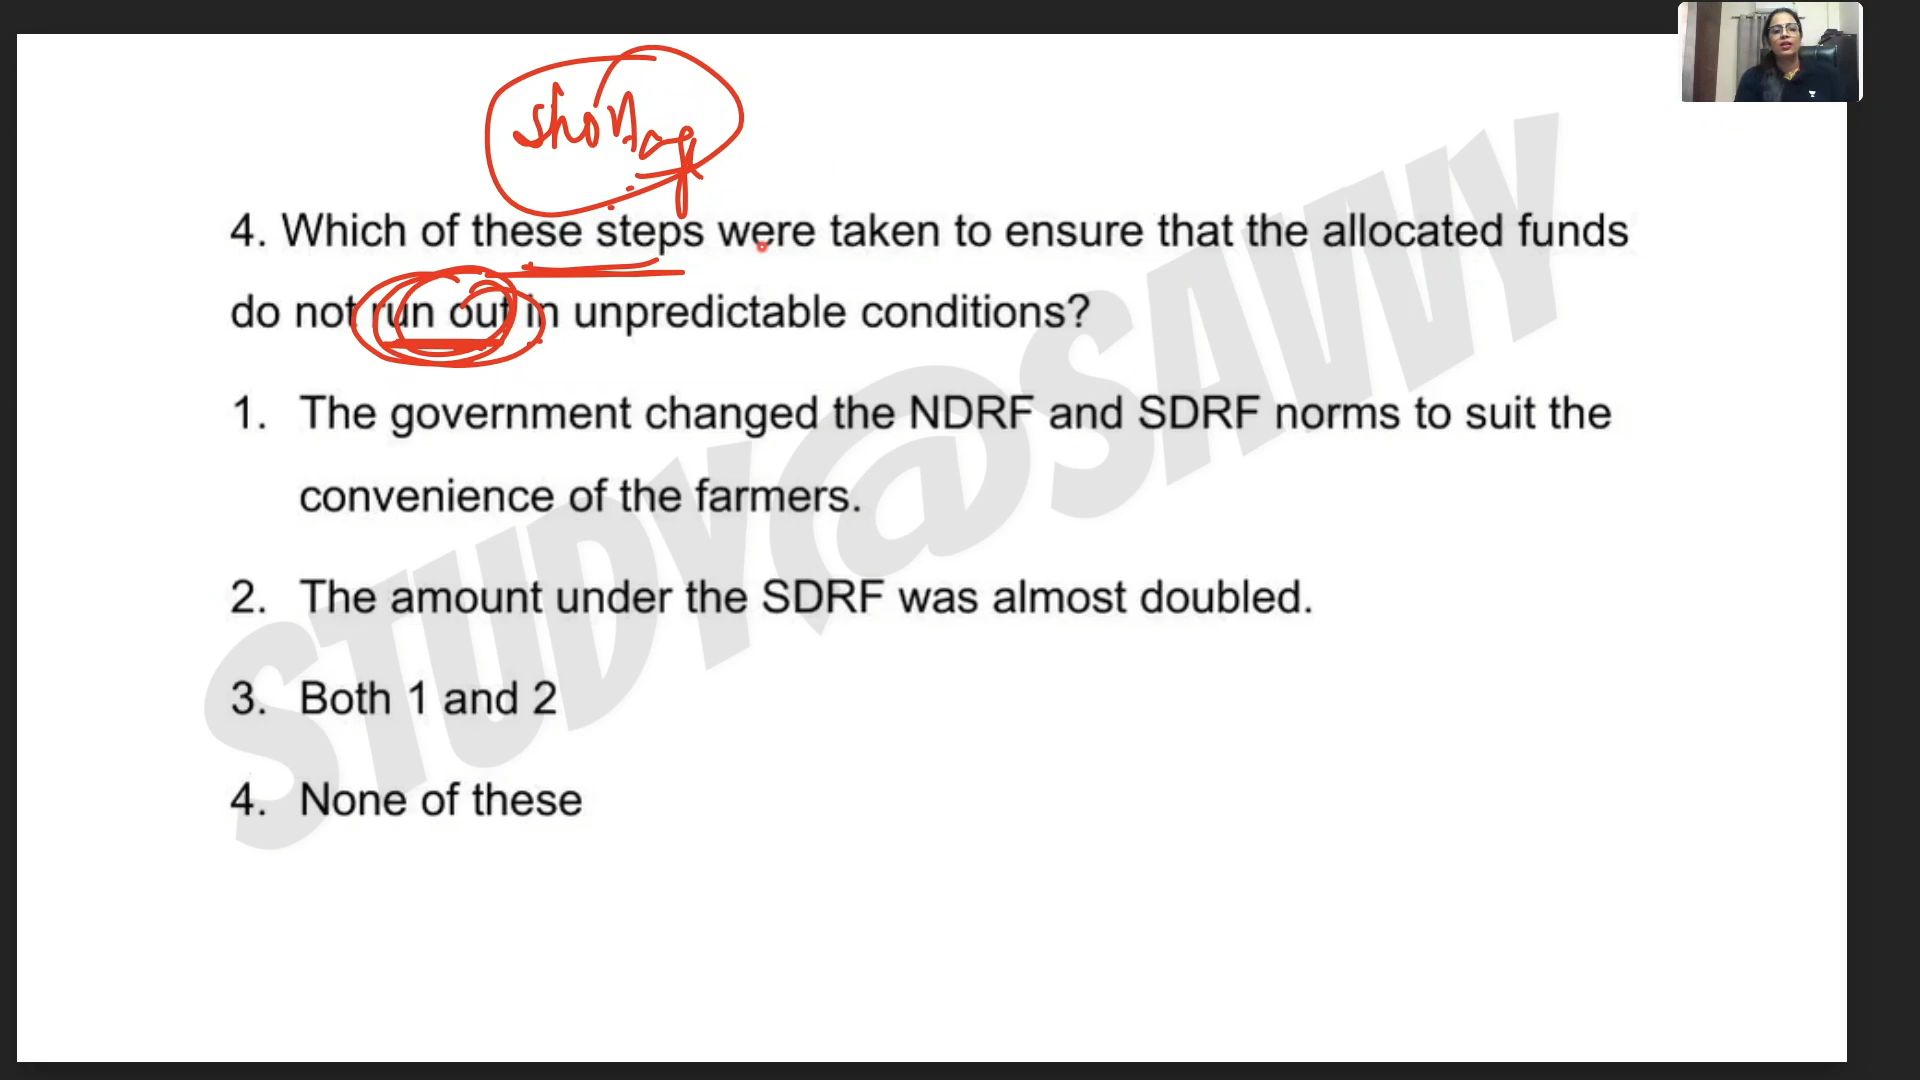 shortage
4. Which of these steps were taken to ensure that the allocated funds
do not run out in unpredictable conditions?
1. The government changed the NDRF and SDRF norms to suit the
convenience of the farmers.
2. The amount under the SDRF was almost doubled.
3. Both 1 and 2
4. None of these
STUDY@SAVVY